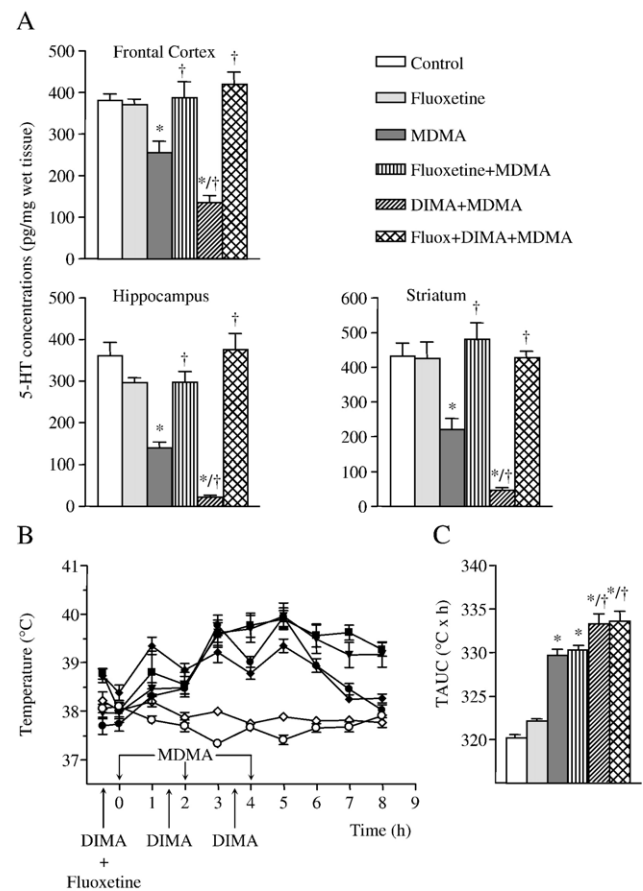 A
Frontal Cortex
500
400
300
200
100
0
*
†
*/†
†
Control
Fluoxetine
MDMA
Fluoxetine+MDMA
DIMA+MDMA
Fluox+DIMA+MDMA
5-HT concentrations (pg/mg wet tissue)
Hippocampus
500
400
300
200
100
0
*
†
*/†
†
Striatum
600
500
400
300
200
100
0
*
†
*/†
†
B
Temperature (°C)
41
40
39
38
37
MDMA
0 1 2 3 4 5 6 7 8 9
Time (h)
DIMA
+
Fluoxetine
DIMA
DIMA
C
TAUC (°C x h)
340
335
330
325
320
*
*
*/†
*/†